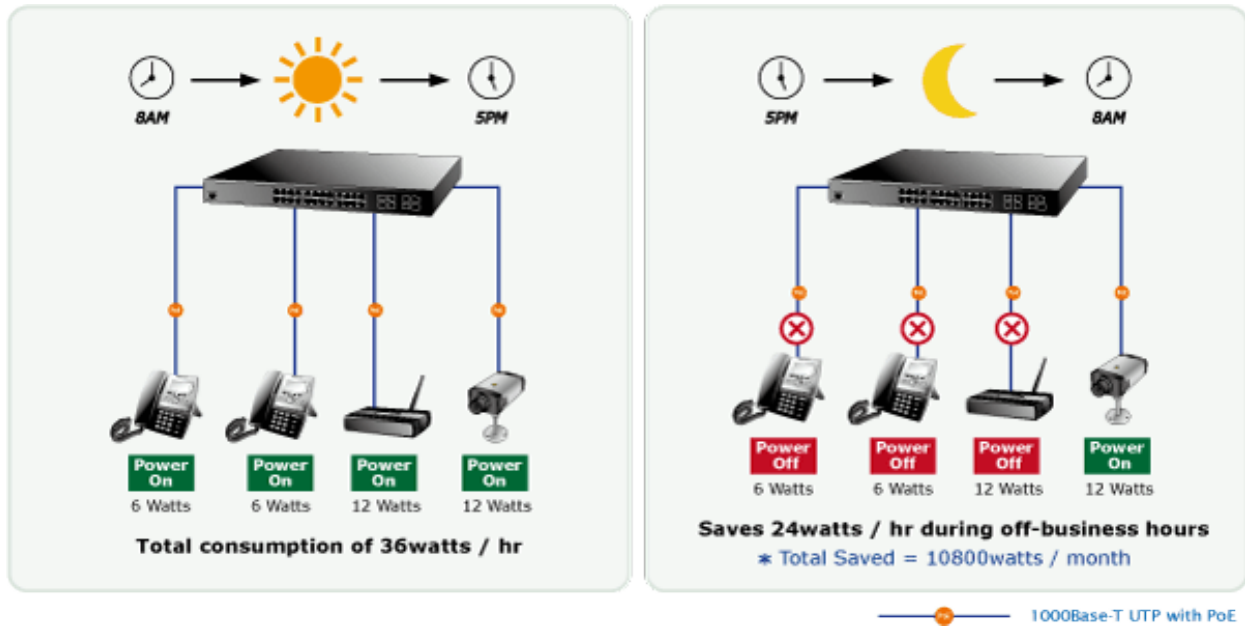 8AM
5PM
Power
On
6 Watts
Power
On
6 Watts
Power
On
12 Watts
Power
On
12 Watts
Total consumption of 36watts / hr
5PM
8AM
Power
Off
6 Watts
Power
Off
6 Watts
Power
Off
12 Watts
Power
On
12 Watts
Saves 24watts / hr during off-business hours
* Total Saved = 10800watts / month
1000Base-T UTP with PoE